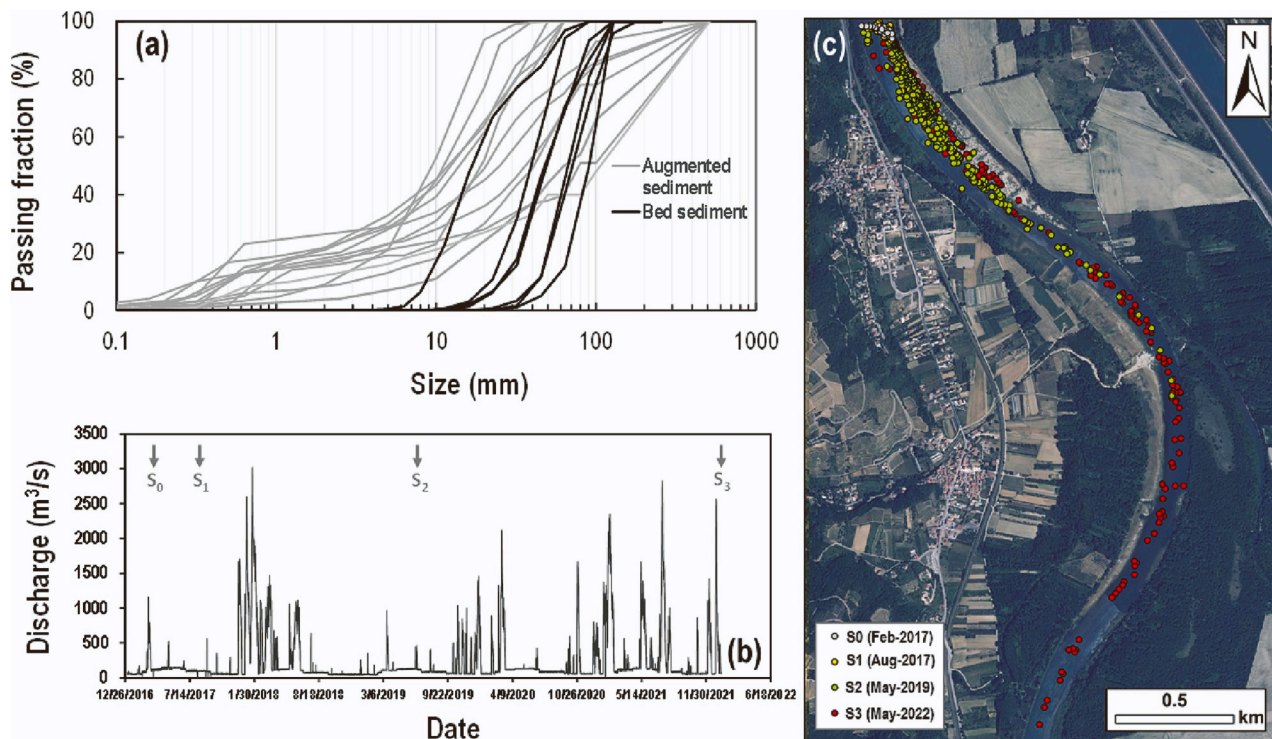 (a)
Passing fraction (%)
100
80
60
40
20
0
Augmented
sediment
Bed sediment
0.1 1 10 100 1000
Size (mm)
(b)
Discharge (m³/s)
3500
3000
2500
2000
1500
1000
500
0
S₀ S₁ S₂ S₃
12/26/2016 7/14/2017 1/30/2018 8/18/2018 3/6/2019 9/22/2019 4/9/2020 10/26/2020 5/14/2021 11/30/2021 6/18/2022
Date
(c)
N
S0 (Feb-2017)
S1 (Aug-2017)
S2 (May-2019)
S3 (May-2022)
0.5
km